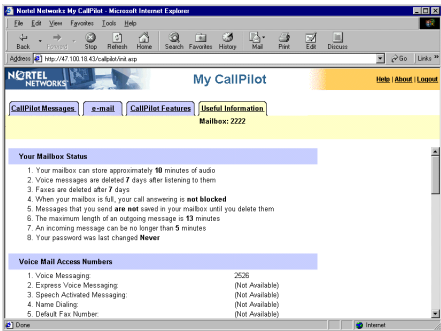 Nortel Networks My CallPilot - Microsoft Internet Explorer
File Edit View Favorites Tools Help
Back Forward Stop Refresh Home Search Favorites History Mail Print Edit Discuss
Address http://47.100.18.43/callpilot/init.asp Go Links »
NORTEL NETWORKS My CallPilot Help | About | Logout
CallPilot Messages e-mail CallPilot Features Useful Information
Mailbox: 2222
Your Mailbox Status
1. Your mailbox can store approximately 10 minutes of audio
2. Voice messages are deleted 7 days after listening to them
3. Faxes are deleted after 7 days
4. When your mailbox is full, your call answering is not blocked
5. Messages that you send are not saved in your mailbox until you delete them
6. The maximum length of an outgoing message is 13 minutes
7. An incoming message can be no longer than 5 minutes
8. Your password was last changed Never
Voice Mail Access Numbers
1. Voice Messaging: 2526
2. Express Voice Messaging: (Not Available)
3. Speech Activated Messaging: (Not Available)
4. Name Dialing: (Not Available)
5. Default Fax Number: (Not Available)
Done Internet